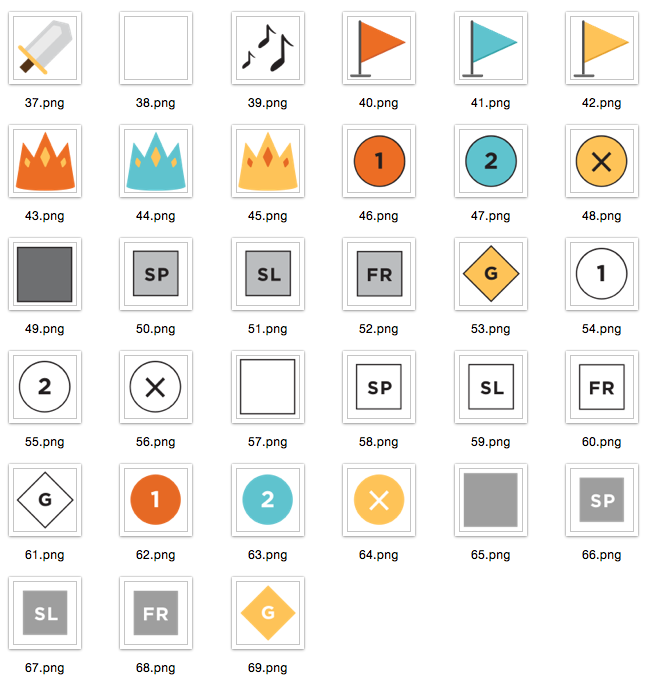 37.png 38.png 39.png 40.png 41.png 42.png
1 2 X
43.png 44.png 45.png 46.png 47.png 48.png
SP SL FR G 1
49.png 50.png 51.png 52.png 53.png 54.png
2 X SP SL FR
55.png 56.png 57.png 58.png 59.png 60.png
G 1 2 X SP
61.png 62.png 63.png 64.png 65.png 66.png
SL FR G
67.png 68.png 69.png